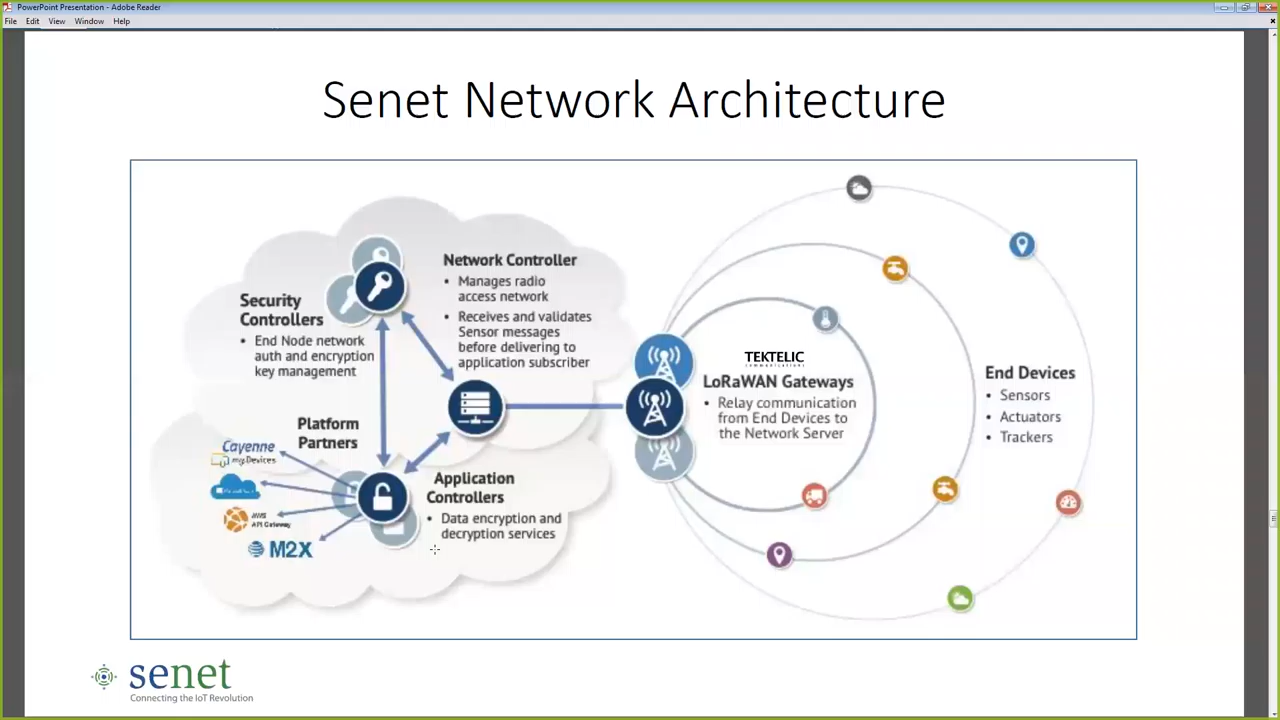 PowerPoint Presentation - Adobe Reader
File Edit View Window Help
Senet Network Architecture
Network Controller
• Manages radio
access network
• Receives and validates
Sensor messages
before delivering to
application subscriber
Security
Controllers
• End Node network
auth and encryption
key management
Platform
Partners
Cayenne
myDevices
AWS
API Gateway
AT&T M2X
Application
Controllers
• Data encryption and
decryption services
TEKTELIC
communications
LoRaWAN Gateways
• Relay communication
from End Devices to
the Network Server
End Devices
• Sensors
• Actuators
• Trackers
senet
Connecting the IoT Revolution